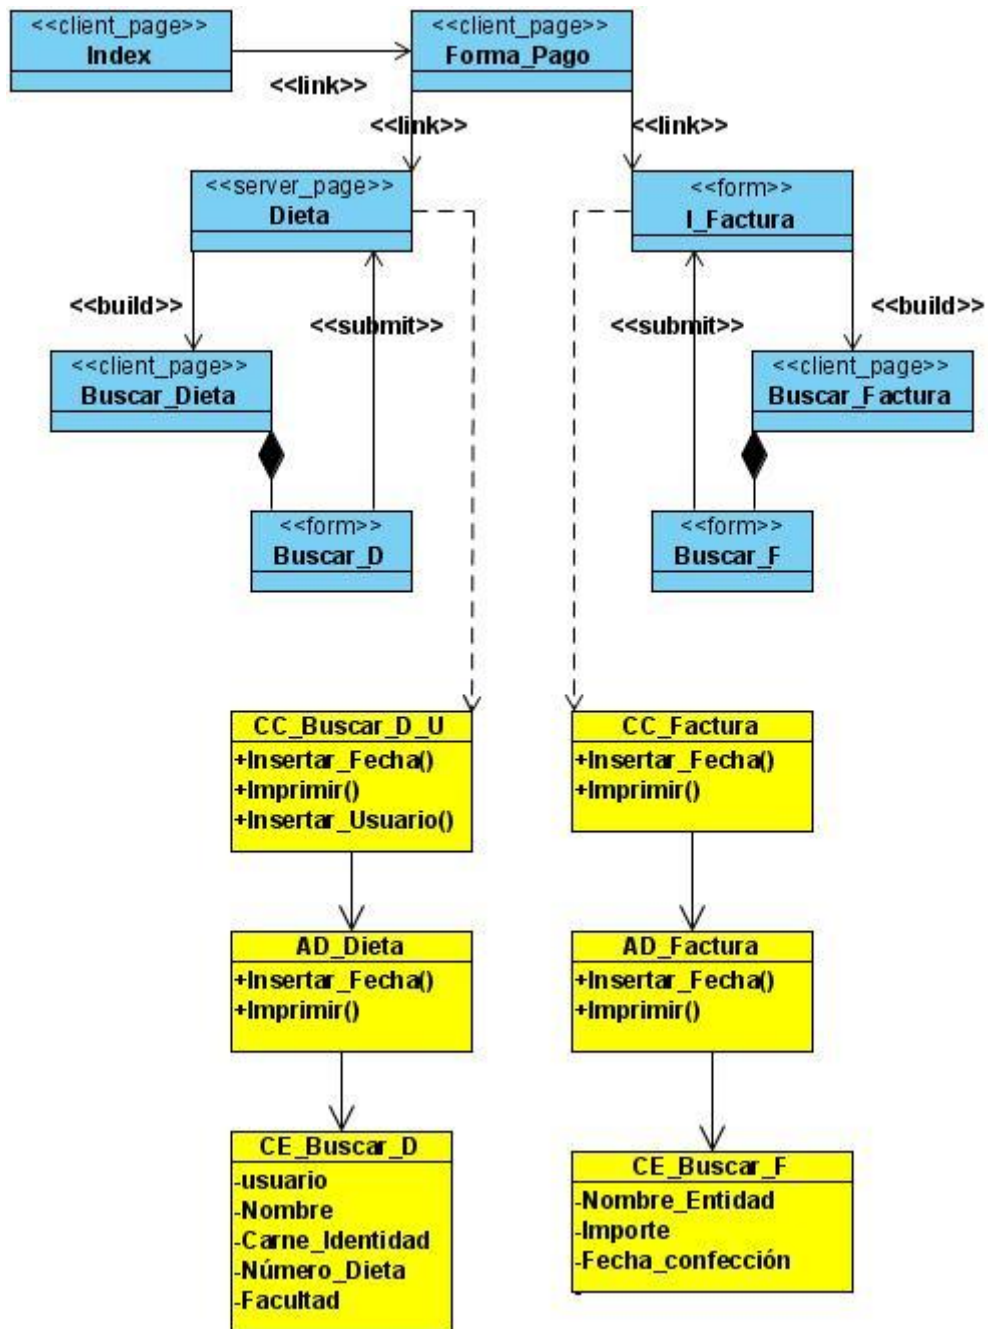 <<client_page>>
Index
<<client_page>>
Forma_Pago
<<link>>
<<link>>
<<link>>
<<server_page>>
Dieta
<<form>>
I_Factura
<<build>>
<<submit>>
<<submit>>
<<build>>
<<client_page>>
Buscar_Dieta
<<client_page>>
Buscar_Factura
<<form>>
Buscar_D
<<form>>
Buscar_F
CC_Buscar_D_U
+Insertar_Fecha()
+Imprimir()
+Insertar_Usuario()
CC_Factura
+Insertar_Fecha()
+Imprimir()
AD_Dieta
+Insertar_Fecha()
+Imprimir()
AD_Factura
+Insertar_Fecha()
+Imprimir()
CE_Buscar_D
-usuario
-Nombre
-Carne_Identidad
-Número_Dieta
-Facultad
CE_Buscar_F
-Nombre_Entidad
-Importe
-Fecha_confección
-